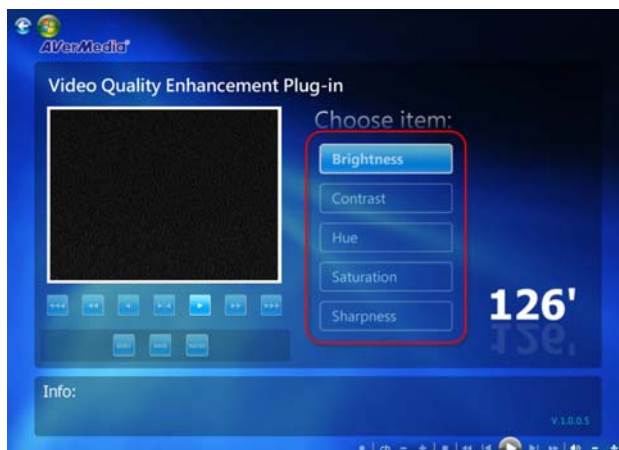 AVerMedia®
Video Quality Enhancement Plug-in
Choose item:
Brightness
Contrast
Hue
Saturation
Sharpness
126'
Info:
V.1.0.0.5
ch